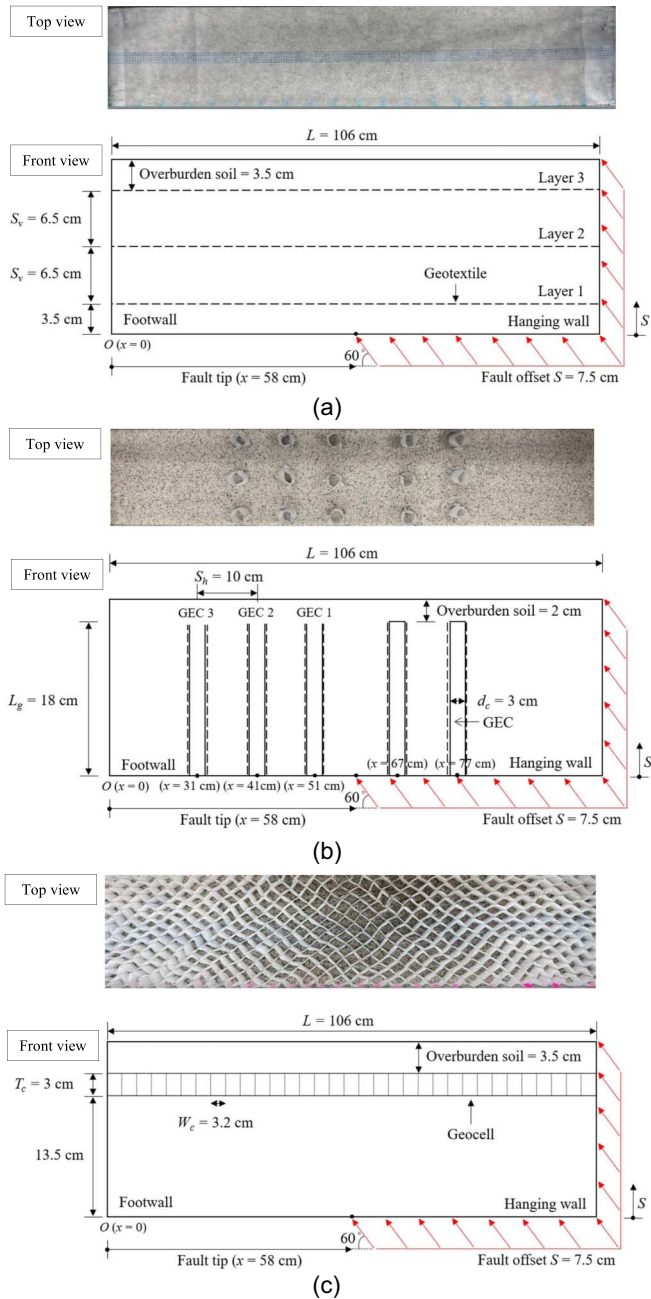 Top view
L = 106 cm
Front view
Overburden soil = 3.5 cm
Layer 3
Sv = 6.5 cm
Layer 2
Sv = 6.5 cm
Geotextile
Layer 1
3.5 cm
Footwall
Hanging wall
S
O (x = 0)
60°
Fault tip (x = 58 cm)
Fault offset S = 7.5 cm
(a)
Top view
L = 106 cm
Front view
Sh = 10 cm
GEC 3
GEC 2
GEC 1
Overburden soil = 2 cm
Lg = 18 cm
dc = 3 cm
GEC
Footwall
(x = 67 cm)
(x = 77 cm)
Hanging wall
S
O (x = 0)
(x = 31 cm)
(x = 41cm)
(x = 51 cm)
60°
Fault tip (x = 58 cm)
Fault offset S = 7.5 cm
(b)
Top view
L = 106 cm
Front view
Overburden soil = 3.5 cm
Tc = 3 cm
Wc = 3.2 cm
Geocell
13.5 cm
Footwall
Hanging wall
S
O (x = 0)
60°
Fault tip (x = 58 cm)
Fault offset S = 7.5 cm
(c)